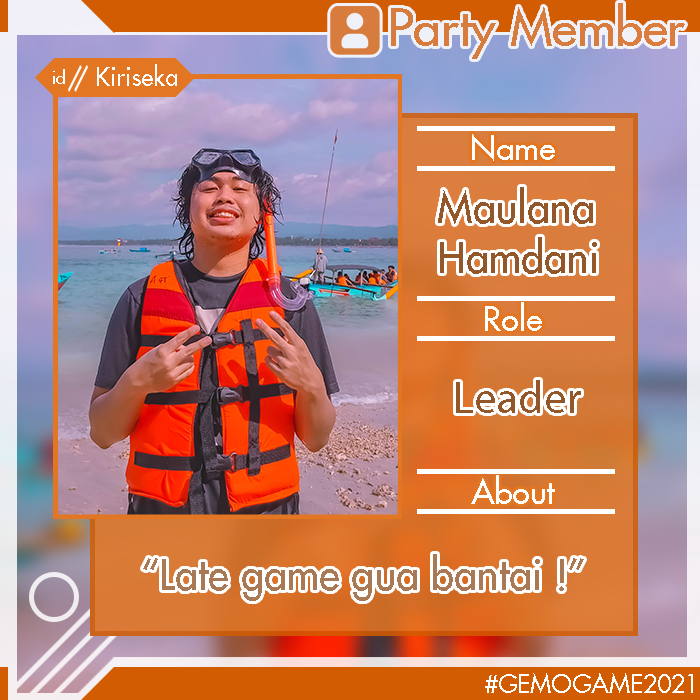 Party Member
id // Kiriseka
Name
Maulana
Hamdani
Role
Leader
About
“Late game gua bantai !”
#GEMOGAME2021